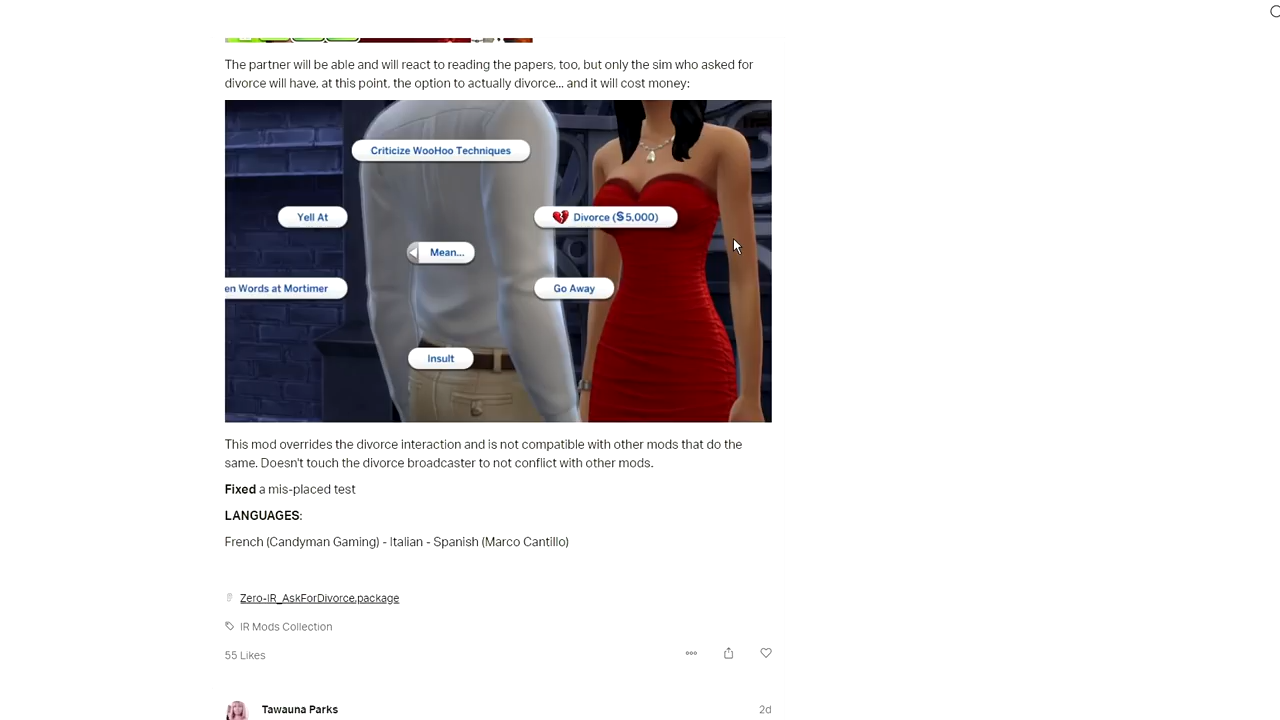 The partner will be able and will react to reading the papers, too, but only the sim who asked for
divorce will have, at this point, the option to actually divorce... and it will cost money:
Criticize WooHoo Techniques
Yell At
Divorce (§5,000)
Mean...
en Words at Mortimer
Go Away
Insult
This mod overrides the divorce interaction and is not compatible with other mods that do the
same. Doesn't touch the divorce broadcaster to not conflict with other mods.
Fixed a mis-placed test
LANGUAGES:
French (Candyman Gaming) - Italian - Spanish (Marco Cantillo)
Zero-IR_AskForDivorce.package
IR Mods Collection
55 Likes
Tawauna Parks
2d